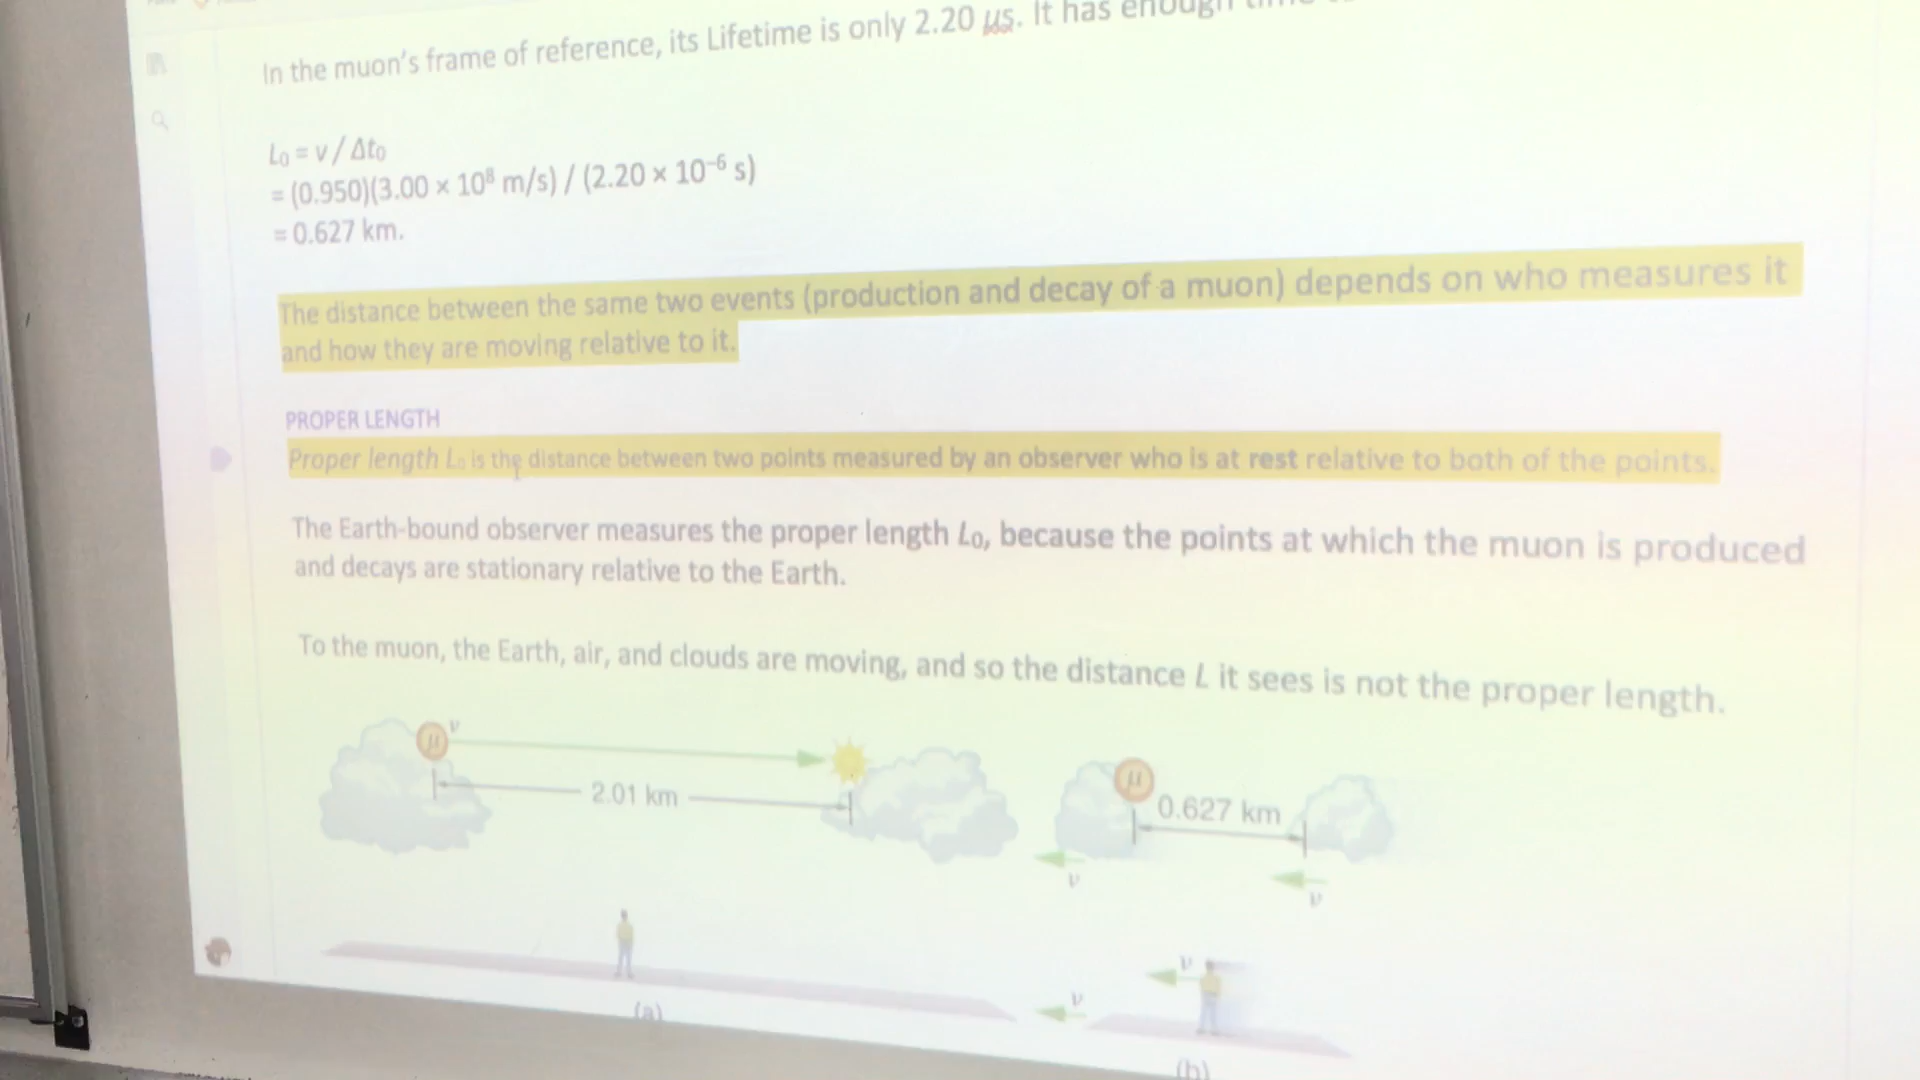 In the muon's frame of reference, its Lifetime is only 2.20 μs. It has enough
L₀ = v / Δt₀
= (0.950)(3.00 × 10⁸ m/s) / (2.20 × 10⁻⁶ s)
= 0.627 km.
The distance between the same two events (production and decay of a muon) depends on who measures it
and how they are moving relative to it.
PROPER LENGTH
Proper length L₀ is the distance between two points measured by an observer who is at rest relative to both of the points.
The Earth-bound observer measures the proper length L₀, because the points at which the muon is produced
and decays are stationary relative to the Earth.
To the muon, the Earth, air, and clouds are moving, and so the distance L it sees is not the proper length.
μ v
μ
2.01 km
0.627 km
v
v
v
v
(a)
(b)